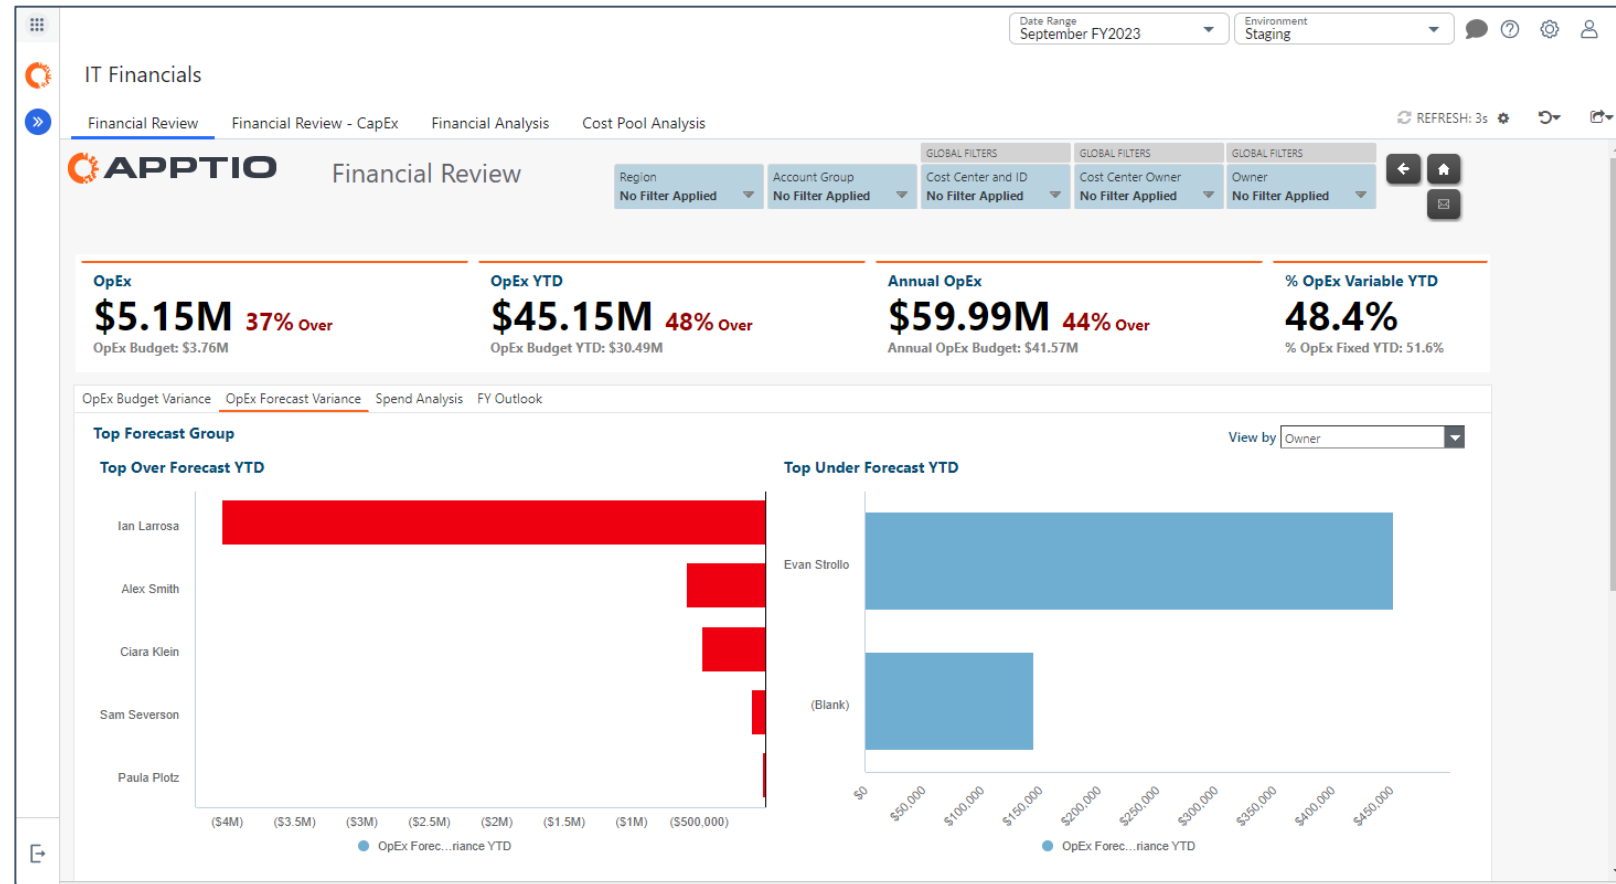 Date Range
September FY2023
Environment
Staging
IT Financials
Financial Review
Financial Review - CapEx
Financial Analysis
Cost Pool Analysis
REFRESH: 3s
APPTIO
Financial Review
Region
No Filter Applied
Account Group
No Filter Applied
GLOBAL FILTERS
Cost Center and ID
No Filter Applied
GLOBAL FILTERS
Cost Center Owner
No Filter Applied
GLOBAL FILTERS
Owner
No Filter Applied
OpEx
$5.15M 37% Over
OpEx Budget: $3.76M
OpEx YTD
$45.15M 48% Over
OpEx Budget YTD: $30.49M
Annual OpEx
$59.99M 44% Over
Annual OpEx Budget: $41.57M
% OpEx Variable YTD
48.4%
% OpEx Fixed YTD: 51.6%
OpEx Budget Variance
OpEx Forecast Variance
Spend Analysis
FY Outlook
Top Forecast Group
View by Owner
Top Over Forecast YTD
Ian Larrosa
Alex Smith
Ciara Klein
Sam Severson
Paula Plotz
($4M) ($3.5M) ($3M) ($2.5M) ($2M) ($1.5M) ($1M) ($500,000)
OpEx Forec...riance YTD
Top Under Forecast YTD
Evan Strollo
(Blank)
$0 $50,000 $100,000 $150,000 $200,000 $250,000 $300,000 $350,000 $400,000 $450,000
OpEx Forec...riance YTD